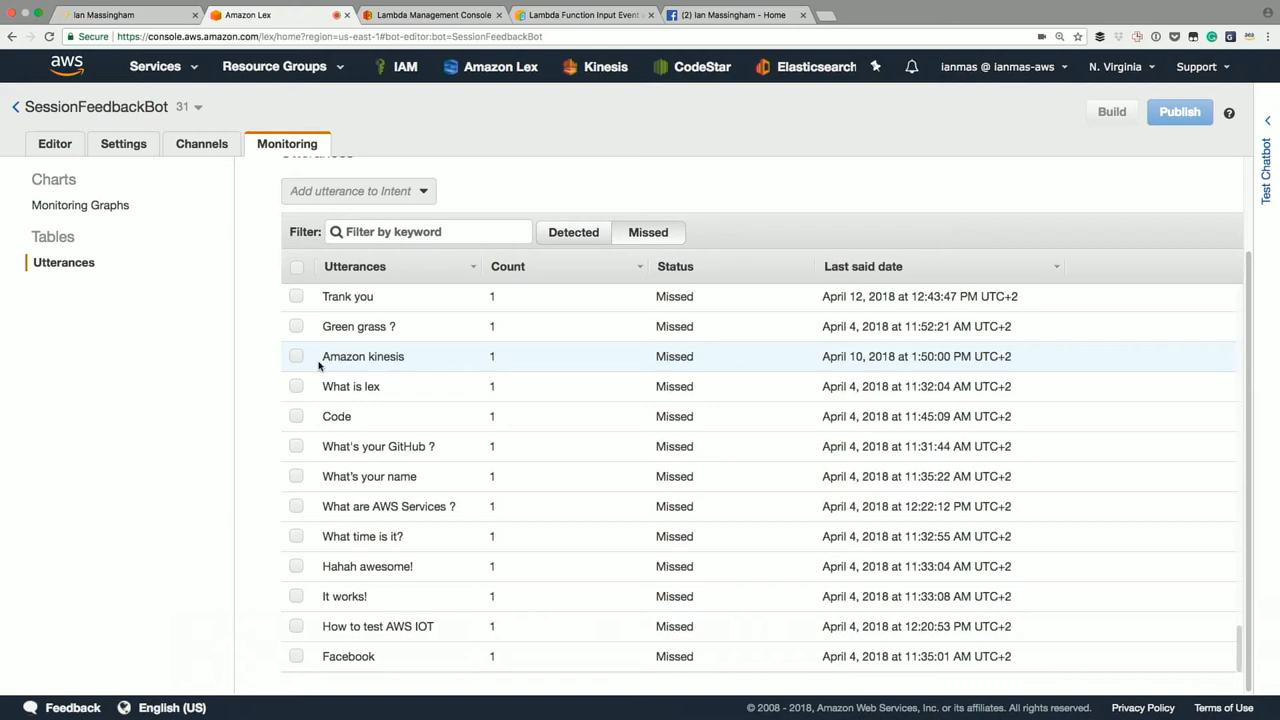 Ian Massingham
Amazon Lex
Lambda Management Console
Lambda Function Input Event
(2) Ian Massingham - Home
Secure https://console.aws.amazon.com/lex/home?region=us-east-1#bot-editor:bot=SessionFeedbackBot
aws Services Resource Groups IAM Amazon Lex Kinesis CodeStar Elasticsearch ianmas @ ianmas-aws N. Virginia Support
SessionFeedbackBot 31
Build Publish
Editor Settings Channels Monitoring
Test Chatbot
Charts
Monitoring Graphs
Tables
Utterances
Add utterance to Intent
Filter: Filter by keyword Detected Missed
Utterances Count Status Last said date
Trank you 1 Missed April 12, 2018 at 12:43:47 PM UTC+2
Green grass ? 1 Missed April 4, 2018 at 11:52:21 AM UTC+2
Amazon kinesis 1 Missed April 10, 2018 at 1:50:00 PM UTC+2
What is lex 1 Missed April 4, 2018 at 11:32:04 AM UTC+2
Code 1 Missed April 4, 2018 at 11:45:09 AM UTC+2
What's your GitHub ? 1 Missed April 4, 2018 at 11:31:44 AM UTC+2
What's your name 1 Missed April 4, 2018 at 11:35:22 AM UTC+2
What are AWS Services ? 1 Missed April 4, 2018 at 12:22:12 PM UTC+2
What time is it? 1 Missed April 4, 2018 at 11:32:55 AM UTC+2
Hahah awesome! 1 Missed April 4, 2018 at 11:33:04 AM UTC+2
It works! 1 Missed April 4, 2018 at 11:33:08 AM UTC+2
How to test AWS IOT 1 Missed April 4, 2018 at 12:20:53 PM UTC+2
Facebook 1 Missed April 4, 2018 at 11:35:01 AM UTC+2
Feedback English (US) © 2008 - 2018, Amazon Web Services, Inc. or its affiliates. All rights reserved. Privacy Policy Terms of Use